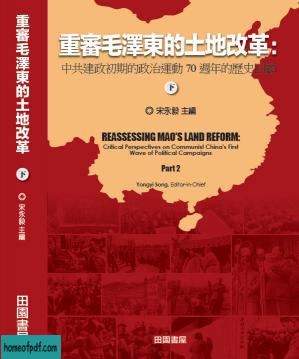 重審毛澤東的土地改革
下
◎宋永毅 主編
田園書屋
重審毛澤東的土地改革:
中共建政初期的政治運動70週年的歷史
下
◎宋永毅 主編
REASSESSING MAO'S LAND REFORM:
Critical Perspectives on Communist China's First
Wave of Political Campaigns
Part 2
Yongyi Song, Editor-in-Chief
田園書屋
homeofpdf.com
homeofpdf.com